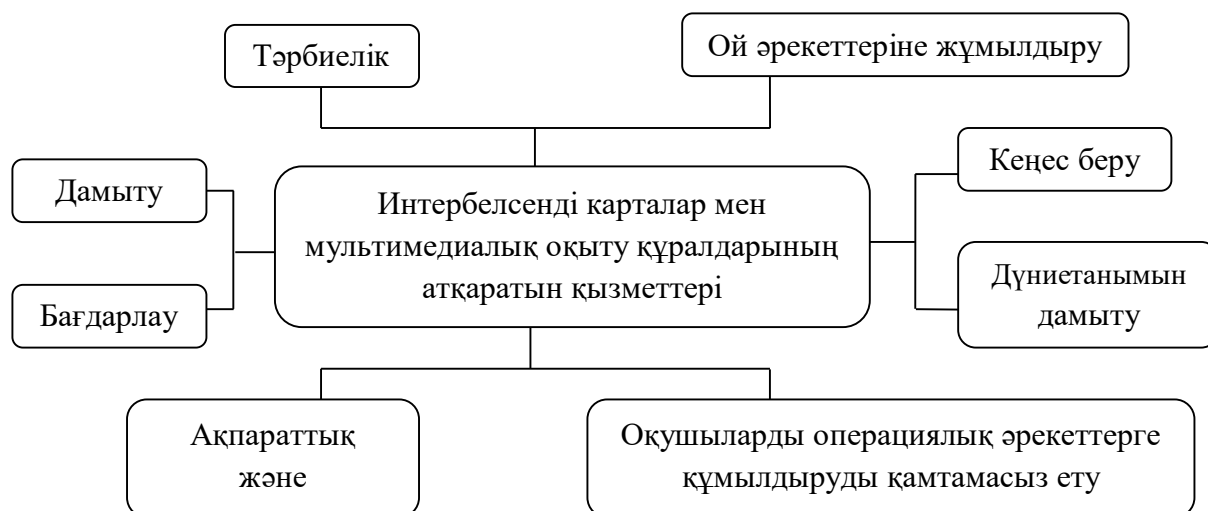 Тәрбиелік
Ой әрекеттеріне жұмылдыру
Дамыту
Кеңес беру
Интербелсенді карталар мен
мультимедиалық оқыту құралдарының
атқаратын қызметтері
Бағдарлау
Дүниетанымын
дамыту
Ақпараттық
және
Оқушыларды операциялық әрекеттерге
құмылдыруды қамтамасыз ету